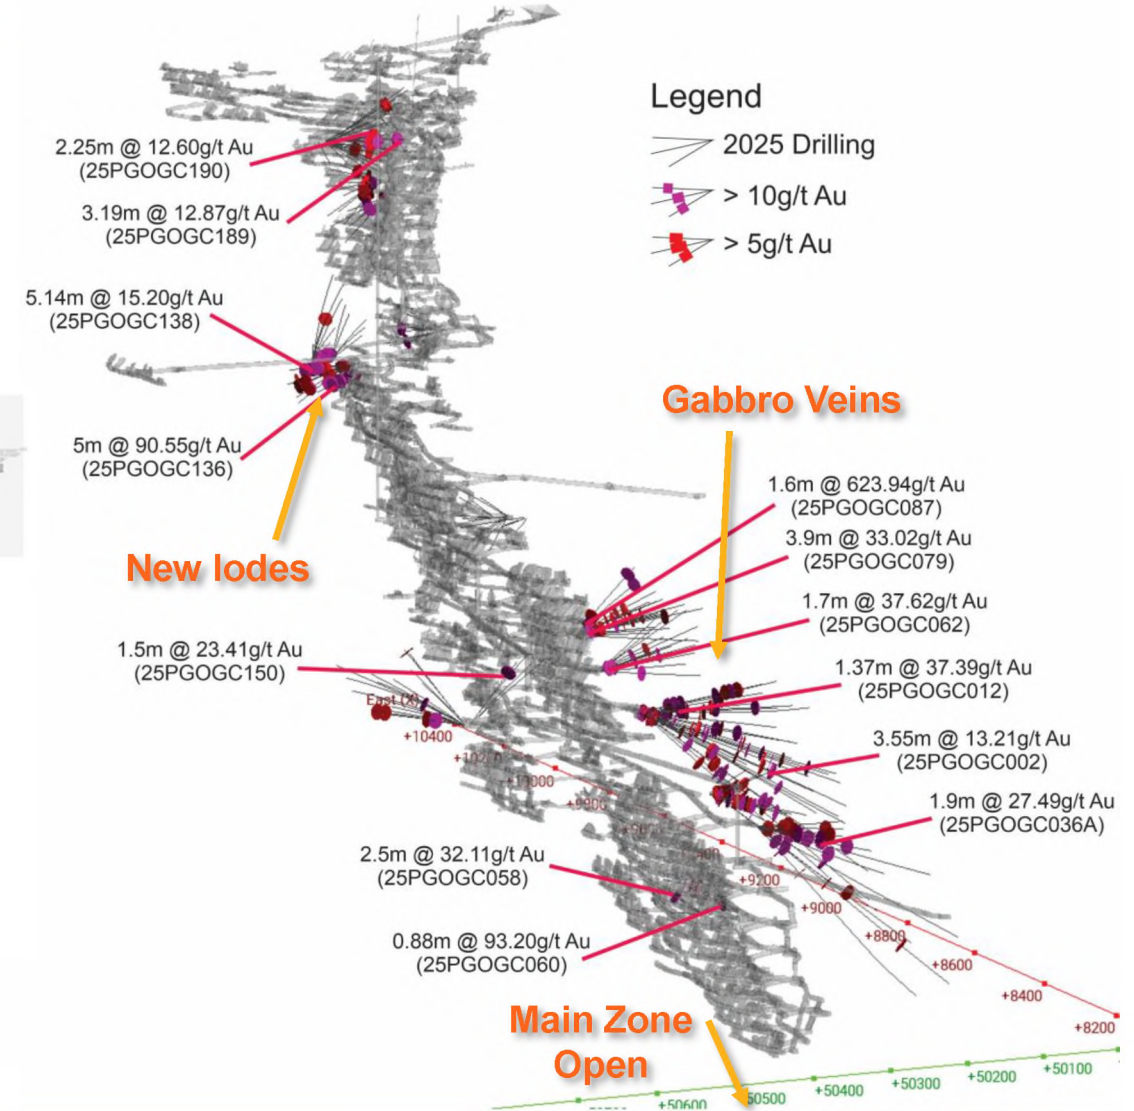 Legend
2025 Drilling
> 10g/t Au
> 5g/t Au
2.25m @ 12.60g/t Au
(25PGOGC190)
3.19m @ 12.87g/t Au
(25PGOGC189)
5.14m @ 15.20g/t Au
(25PGOGC138)
5m @ 90.55g/t Au
(25PGOGC136)
New lodes
Gabbro Veins
1.6m @ 623.94g/t Au
(25PGOGC087)
3.9m @ 33.02g/t Au
(25PGOGC079)
1.7m @ 37.62g/t Au
(25PGOGC062)
1.5m @ 23.41g/t Au
(25PGOGC150)
1.37m @ 37.39g/t Au
(25PGOGC012)
3.55m @ 13.21g/t Au
(25PGOGC002)
1.9m @ 27.49g/t Au
(25PGOGC036A)
2.5m @ 32.11g/t Au
(25PGOGC058)
0.88m @ 93.20g/t Au
(25PGOGC060)
Main Zone
Open
East (X)
+10400
+10200
+10000
+9200
+9000
+8800
+8600
+8400
+8200
+50600
+50400
+50300
+50200
+50100